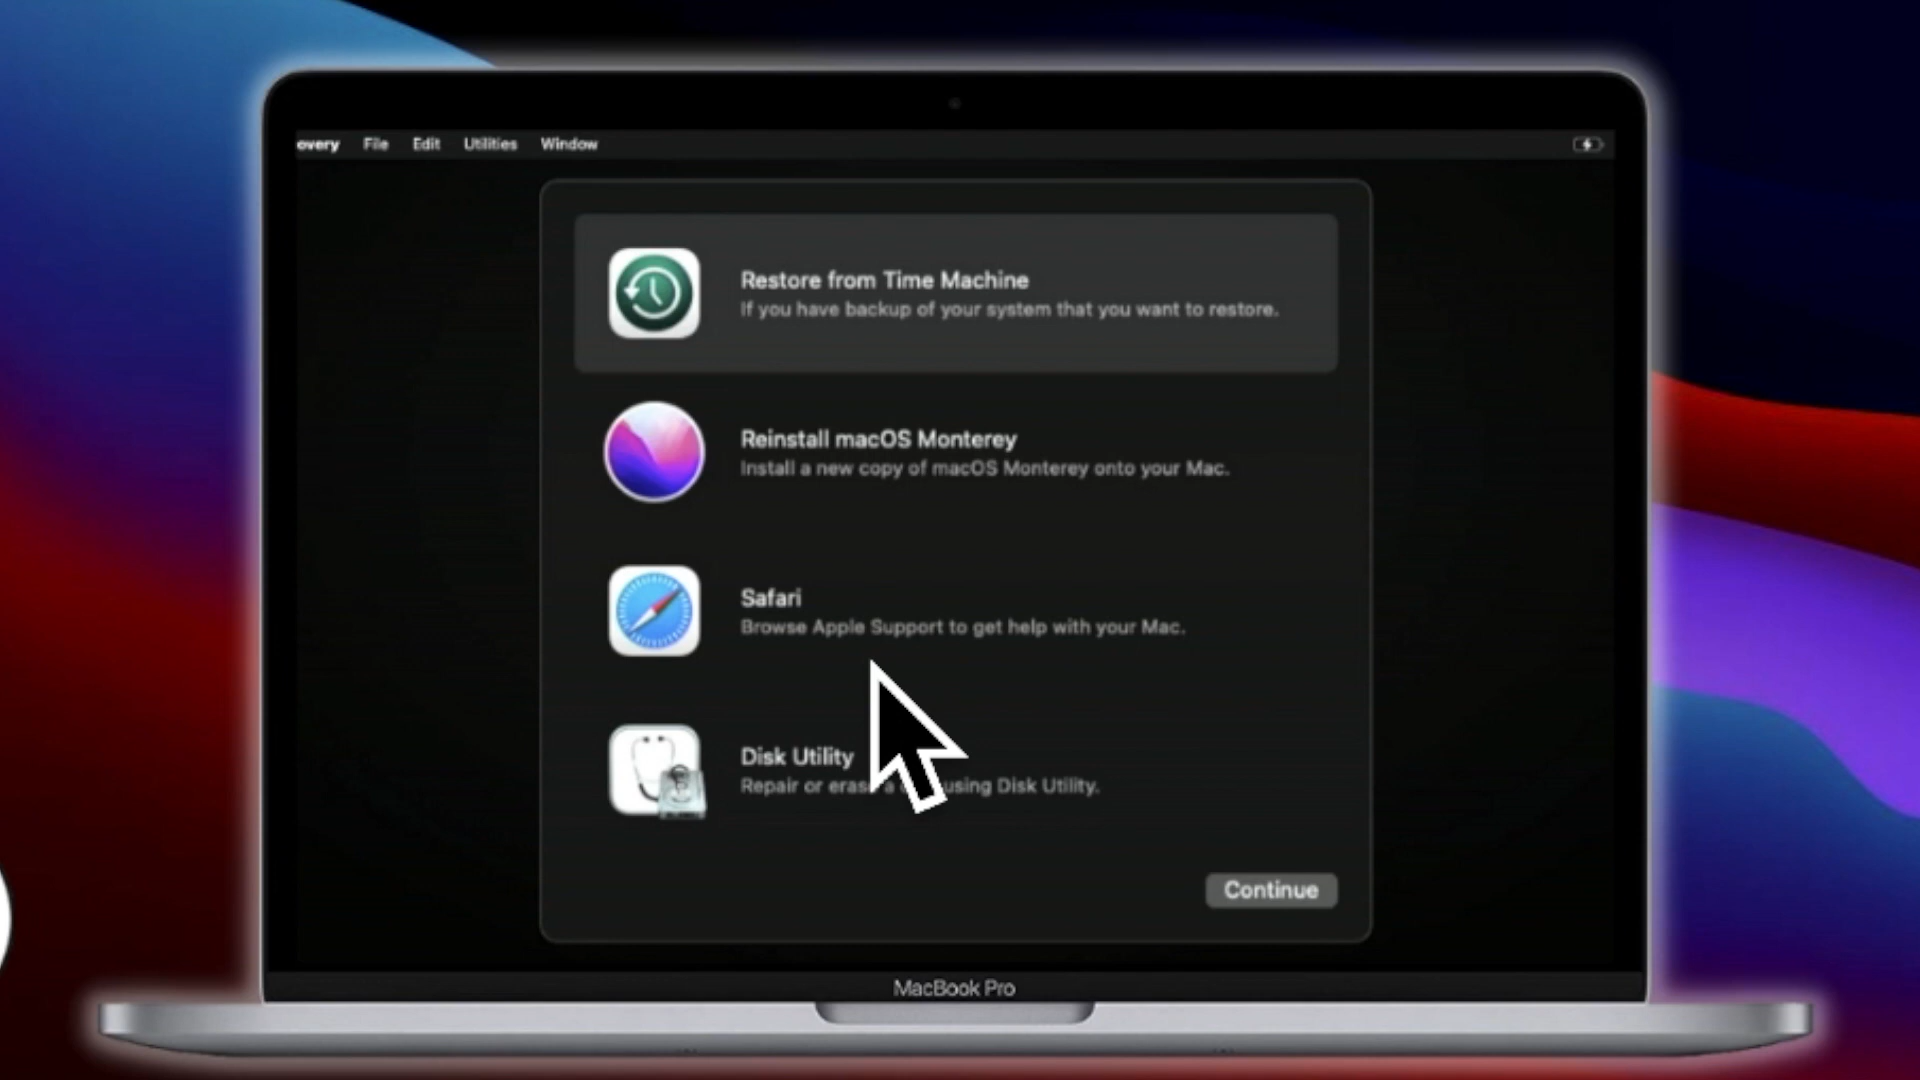 overy File Edit Utilities Window
Restore from Time Machine
If you have backup of your system that you want to restore.
Reinstall macOS Monterey
Install a new copy of macOS Monterey onto your Mac.
Safari
Browse Apple Support to get help with your Mac.
Disk Utility
Repair or erase a using Disk Utility.
Continue
MacBook Pro